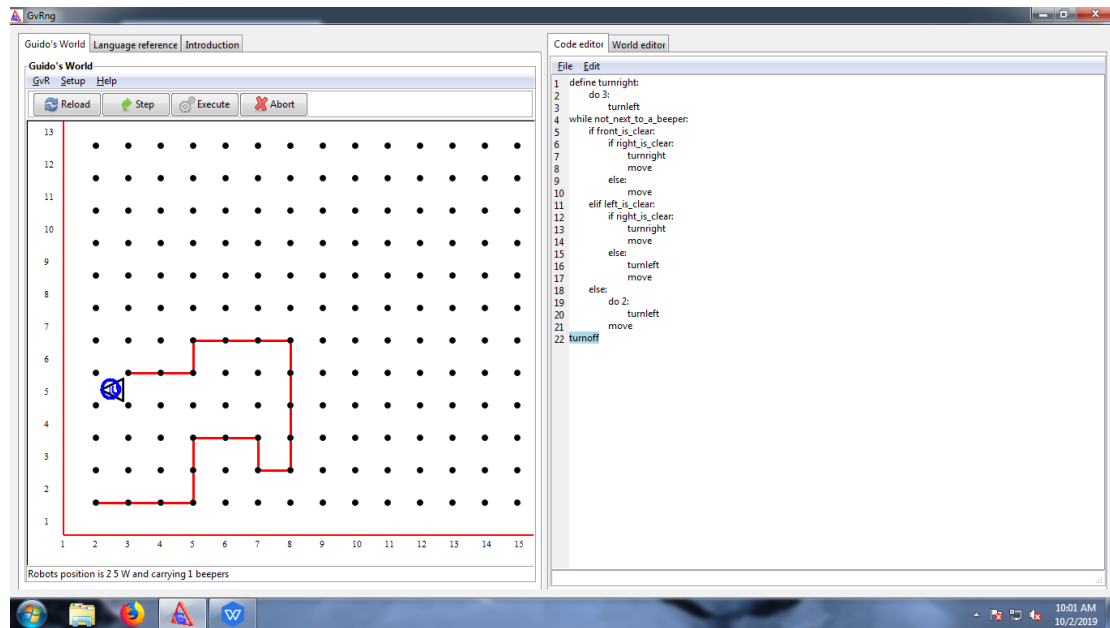 GvRng
Guido's World Language reference Introduction
Guido's World
GvR Setup Help
Reload Step Execute Abort
13
12
11
10
9
8
7
6
5
4
3
2
1
1 2 3 4 5 6 7 8 9 10 11 12 13 14 15
Robots position is 2 5 W and carrying 1 beepers
Code editor World editor
File Edit
1 define turnright:
2 do 3:
3 turnleft
4 while not_next_to_a_beeper:
5 if front_is_clear:
6 if right_is_clear:
7 turnright
8 move
9 else:
10 move
11 elif left_is_clear:
12 if right_is_clear:
13 turnright
14 move
15 else:
16 turnleft
17 move
18 else:
19 do 2:
20 turnleft
21 move
22 turnoff
10:01 AM
10/2/2019